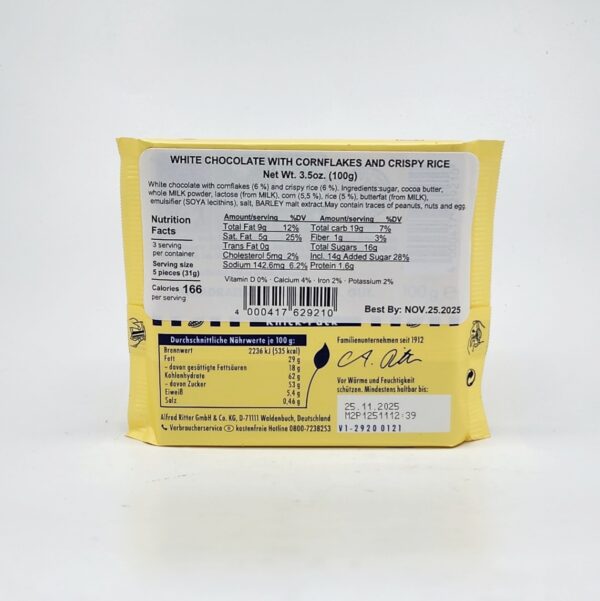 WHITE CHOCOLATE WITH CORNFLAKES AND CRISPY RICE
Net Wt. 3.5oz. (100g)
White chocolate with cornflakes (6 %) and crispy rice (6 %). Ingredients:sugar, cocoa butter,
whole MILK powder, lactose (from MILK), corn (5,5 %), rice (5 %), butterfat (from MILK),
emulsifier (SOYA lecithins), salt, BARLEY malt extract.May contain traces of peanuts, nuts and egg.
Nutrition
Facts
3 serving
per container
Serving size
5 pieces (31g)
Calories 166
per serving
Amount/serving %DV Amount/serving %DV
Total Fat 9g 12% Total carb 19g 7%
Sat. Fat 5g 25% Fiber 1g 3%
Trans Fat 0g Total Sugars 16g
Cholesterol 5mg 2% Incl. 14g Added Sugar 28%
Sodium 142.6mg 6.2% Protein 1.6g
Vitamin D 0% · Calcium 4% · Iron 2% · Potassium 2%
4 000417 629210
Best By: NOV.25.2025
Knick-Pack
Durchschnittliche Nährwerte je 100 g:
Brennwert 2236 kJ (535 kcal)
Fett 29 g
- davon gesättigte Fettsäuren 18 g
Kohlenhydrate 62 g
- davon Zucker 53 g
Eiweiß 5,4 g
Salz 0,46 g
Familienunternehmen seit 1912
Vor Wärme und Feuchtigkeit
schützen. Mindestens haltbar bis:
25.11.2025
M2P1251112:39
V1-2920 0121
Alfred Ritter GmbH & Co. KG, D-71111 Waldenbuch, Deutschland
Verbraucherservice D kostenfreie Hotline 0800-7238253